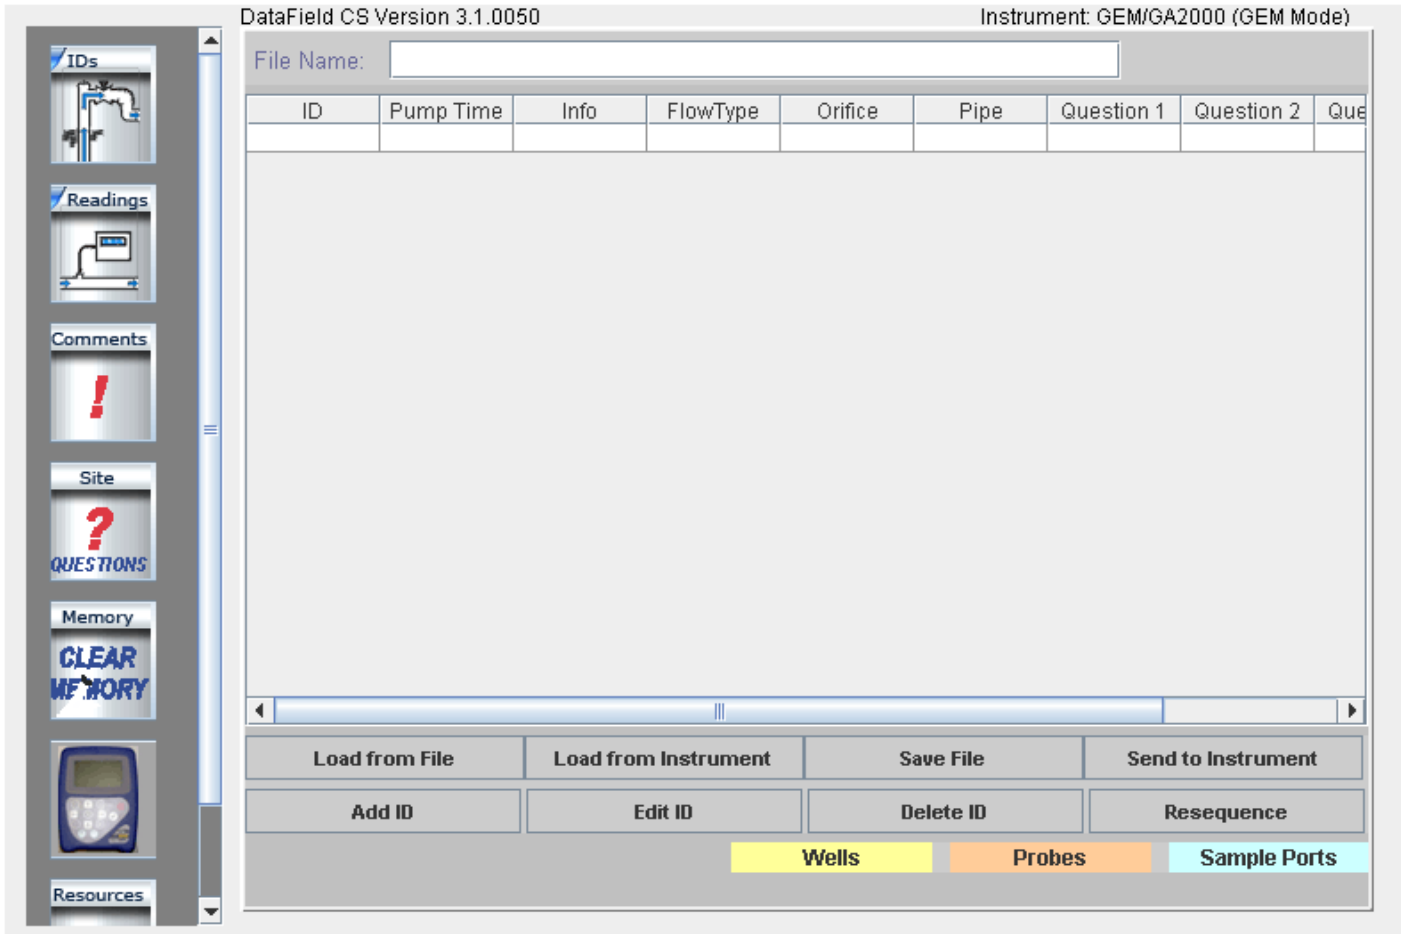 DataField CS Version 3.1.0050
Instrument: GEM/GA2000 (GEM Mode)
IDs
Readings
Comments
!
Site
?
QUESTIONS
Memory
CLEAR
MEMORY
Resources
File Name:
ID Pump Time Info FlowType Orifice Pipe Question 1 Question 2 Que
Load from File Load from Instrument Save File Send to Instrument
Add ID Edit ID Delete ID Resequence
Wells Probes Sample Ports